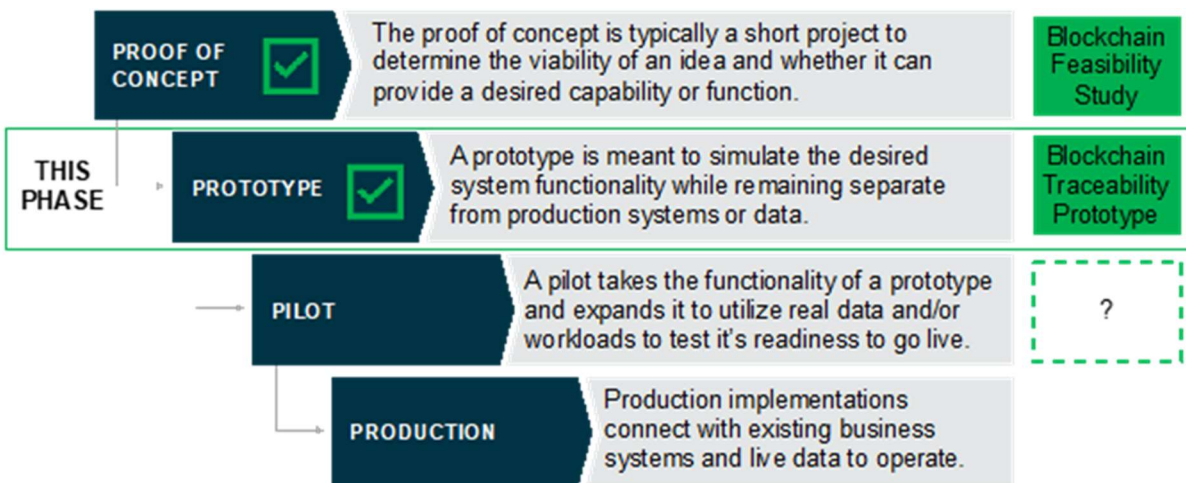 PROOF OF
CONCEPT
The proof of concept is typically a short project to
determine the viability of an idea and whether it can
provide a desired capability or function.
Blockchain
Feasibility
Study
THIS
PHASE
PROTOTYPE
A prototype is meant to simulate the desired
system functionality while remaining separate
from production systems or data.
Blockchain
Traceability
Prototype
PILOT
A pilot takes the functionality of a prototype
and expands it to utilize real data and/or
workloads to test it's readiness to go live.
?
PRODUCTION
Production implementations
connect with existing business
systems and live data to operate.